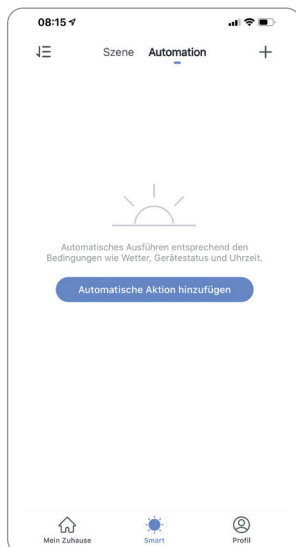 08:15
Szene Automation
Automatisches Ausführen entsprechend den
Bedingungen wie Wetter, Gerätestatus und Uhrzeit.
Automatische Aktion hinzufügen
Mein Zuhause Smart Profil